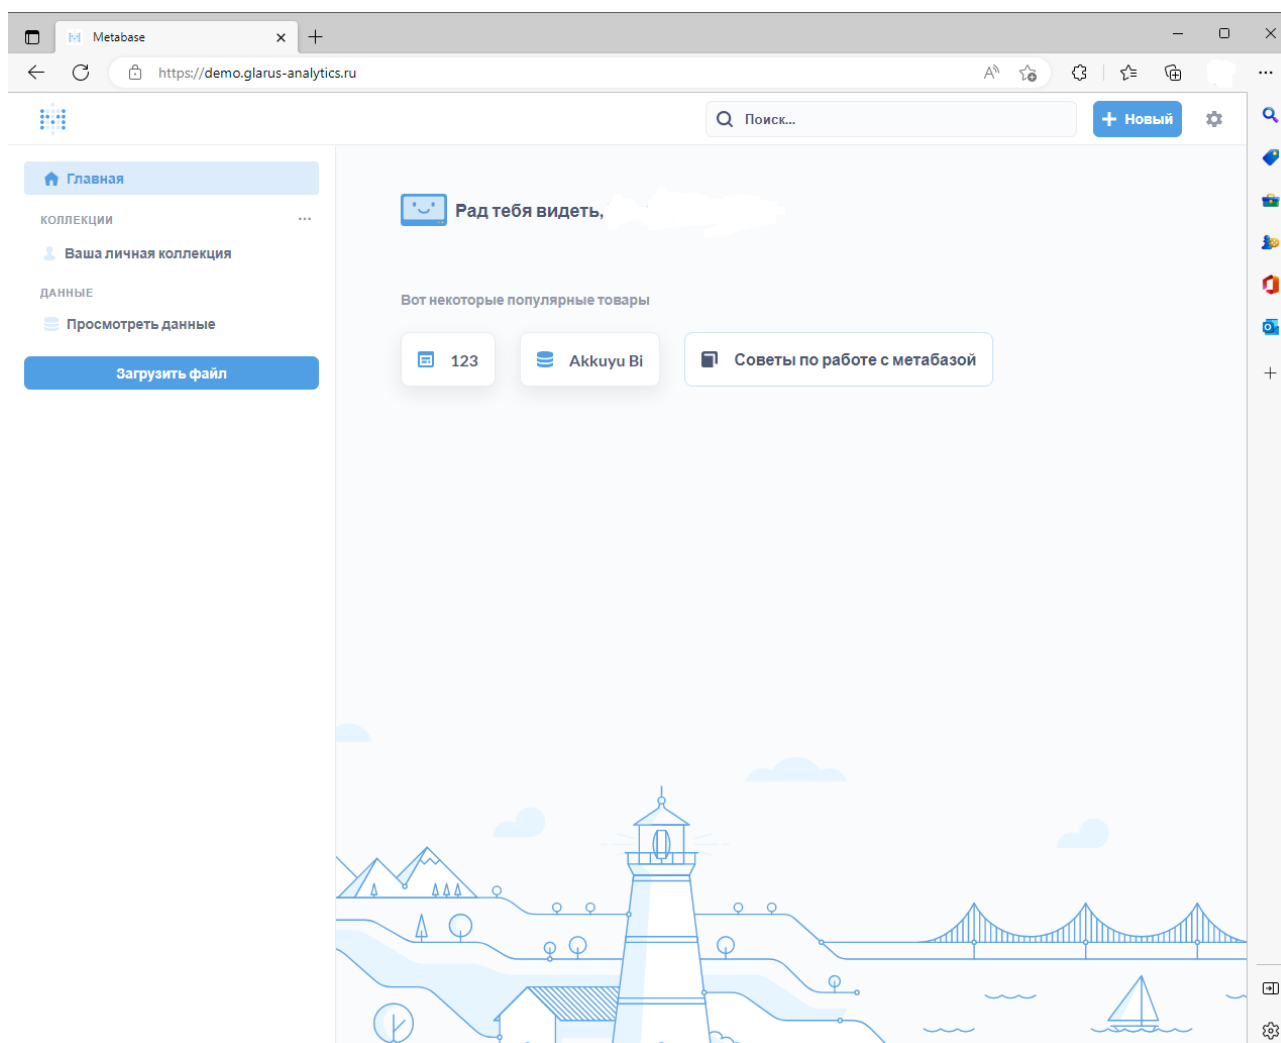 Metabase
https://demo.glarus-analytics.ru
Поиск...
+ Новый
Главная
КОЛЛЕКЦИИ
Ваша личная коллекция
ДАННЫЕ
Просмотреть данные
Загрузить файл
Рад тебя видеть,
Вот некоторые популярные товары
123
Akkuyu Bi
Советы по работе с метабазой